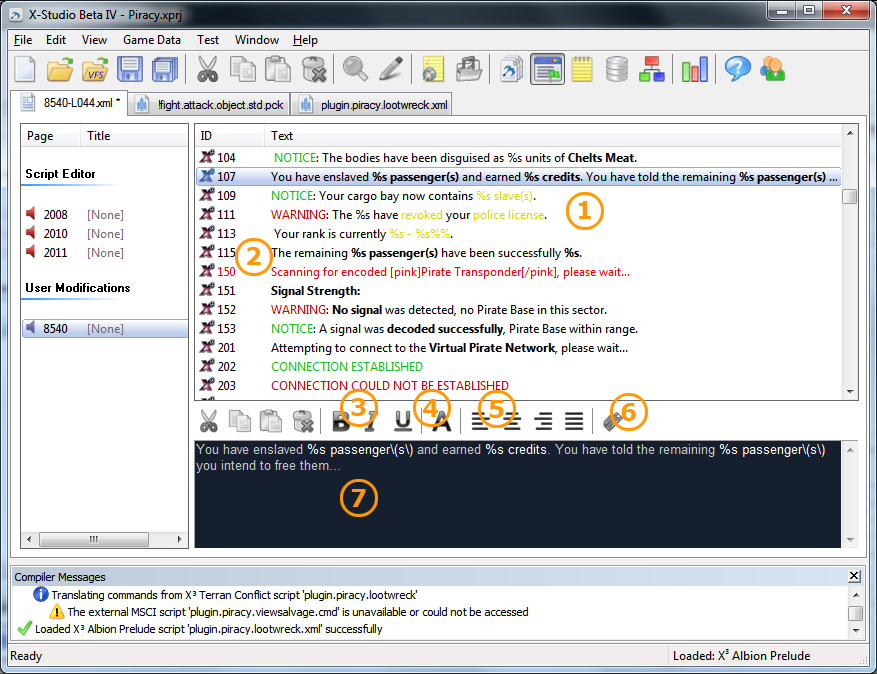 X-Studio Beta IV - Piracy.xprj
File Edit View Game Data Test Window Help
VFS
8540-L044.xml * !fight.attack.object.std.pck plugin.piracy.lootwreck.xml
Page Title
Script Editor
2008 [None]
2010 [None]
2011 [None]
User Modifications
8540 [None]
ID Text
104 NOTICE: The bodies have been disguised as %s units of Chelts Meat.
107 You have enslaved %s passenger(s) and earned %s credits. You have told the remaining %s passenger(s) ...
109 NOTICE: Your cargo bay now contains %s slave(s).
111 WARNING: The %s have revoked your police license.
1
113 Your rank is currently %s - %s%%.
115 The remaining %s passenger(s) have been successfully %s.
2
150 Scanning for encoded [pink]Pirate Transponder[/pink], please wait...
151 Signal Strength:
152 WARNING: No signal was detected, no Pirate Base in this sector.
153 NOTICE: A signal was decoded successfully, Pirate Base within range.
201 Attempting to connect to the Virtual Pirate Network, please wait...
202 CONNECTION ESTABLISHED
203 CONNECTION COULD NOT BE ESTABLISHED
3 4 5 6
B I U A
You have enslaved %s passenger\(s\) and earned %s credits. You have told the remaining %s passenger\(s\)
you intend to free them...
7
Compiler Messages
Translating commands from X³ Terran Conflict script 'plugin.piracy.lootwreck'
The external MSCI script 'plugin.piracy.viewsalvage.cmd' is unavailable or could not be accessed
Loaded X³ Albion Prelude script 'plugin.piracy.lootwreck.xml' successfully
Ready Loaded: X³ Albion Prelude